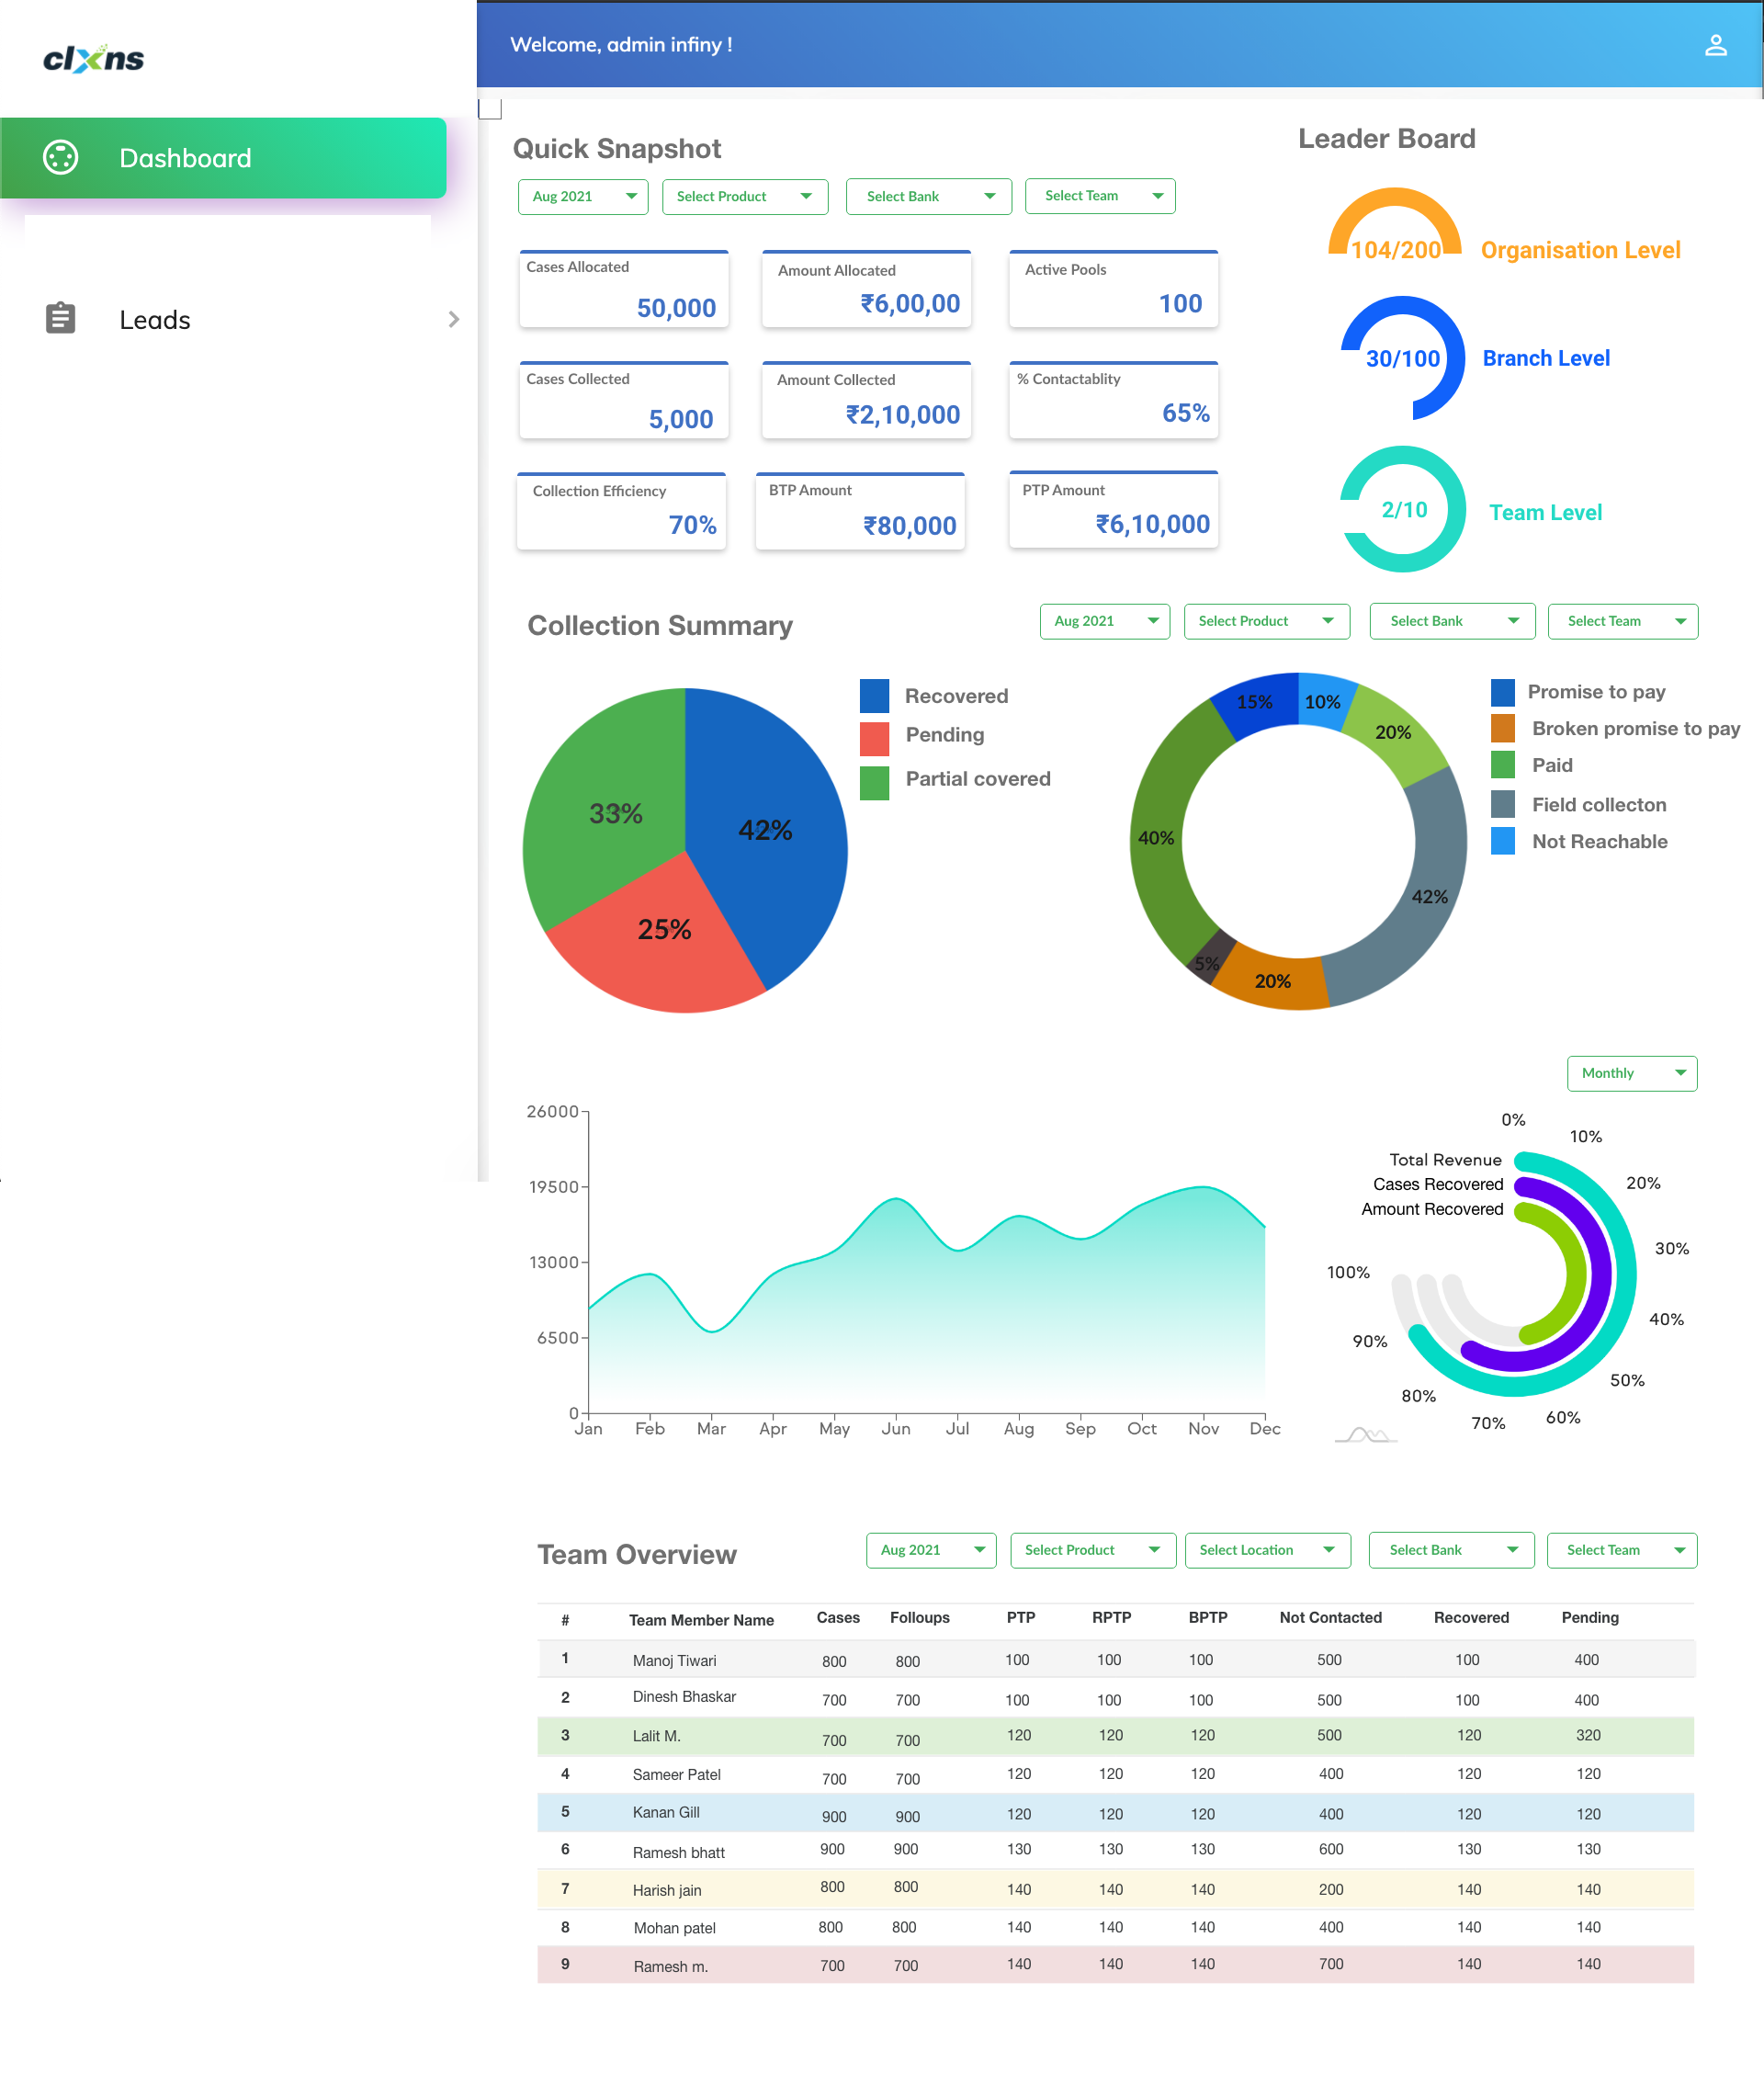 clxns
Welcome, admin infiny !
Dashboard
Leads
Quick Snapshot
Aug 2021 Select Product Select Bank Select Team
Cases Allocated
50,000
Amount Allocated
₹6,00,00
Active Pools
100
Cases Collected
5,000
Amount Collected
₹2,10,000
% Contactablity
65%
Collection Efficiency
70%
BTP Amount
₹80,000
PTP Amount
₹6,10,000
Leader Board
104/200 Organisation Level
30/100 Branch Level
2/10 Team Level
Collection Summary
Aug 2021 Select Product Select Bank Select Team
33%
42%
25%
Recovered
Pending
Partial covered
15%
10%
20%
40%
42%
5%
20%
Promise to pay
Broken promise to pay
Paid
Field collecton
Not Reachable
Monthly
26000
19500
13000
6500
0
Jan Feb Mar Apr May Jun Jul Aug Sep Oct Nov Dec
Total Revenue
Cases Recovered
Amount Recovered
0%
10%
20%
30%
40%
50%
60%
70%
80%
90%
100%
Team Overview
Aug 2021 Select Product Select Location Select Bank Select Team
# Team Member Name Cases Folloups PTP RPTP BPTP Not Contacted Recovered Pending
1 Manoj Tiwari 800 800 100 100 100 500 100 400
2 Dinesh Bhaskar 700 700 100 100 100 500 100 400
3 Lalit M. 700 700 120 120 120 500 120 320
4 Sameer Patel 700 700 120 120 120 400 120 120
5 Kanan Gill 900 900 120 120 120 400 120 120
6 Ramesh bhatt 900 900 130 130 130 600 130 130
7 Harish jain 800 800 140 140 140 200 140 140
8 Mohan patel 800 800 140 140 140 400 140 140
9 Ramesh m. 700 700 140 140 140 700 140 140